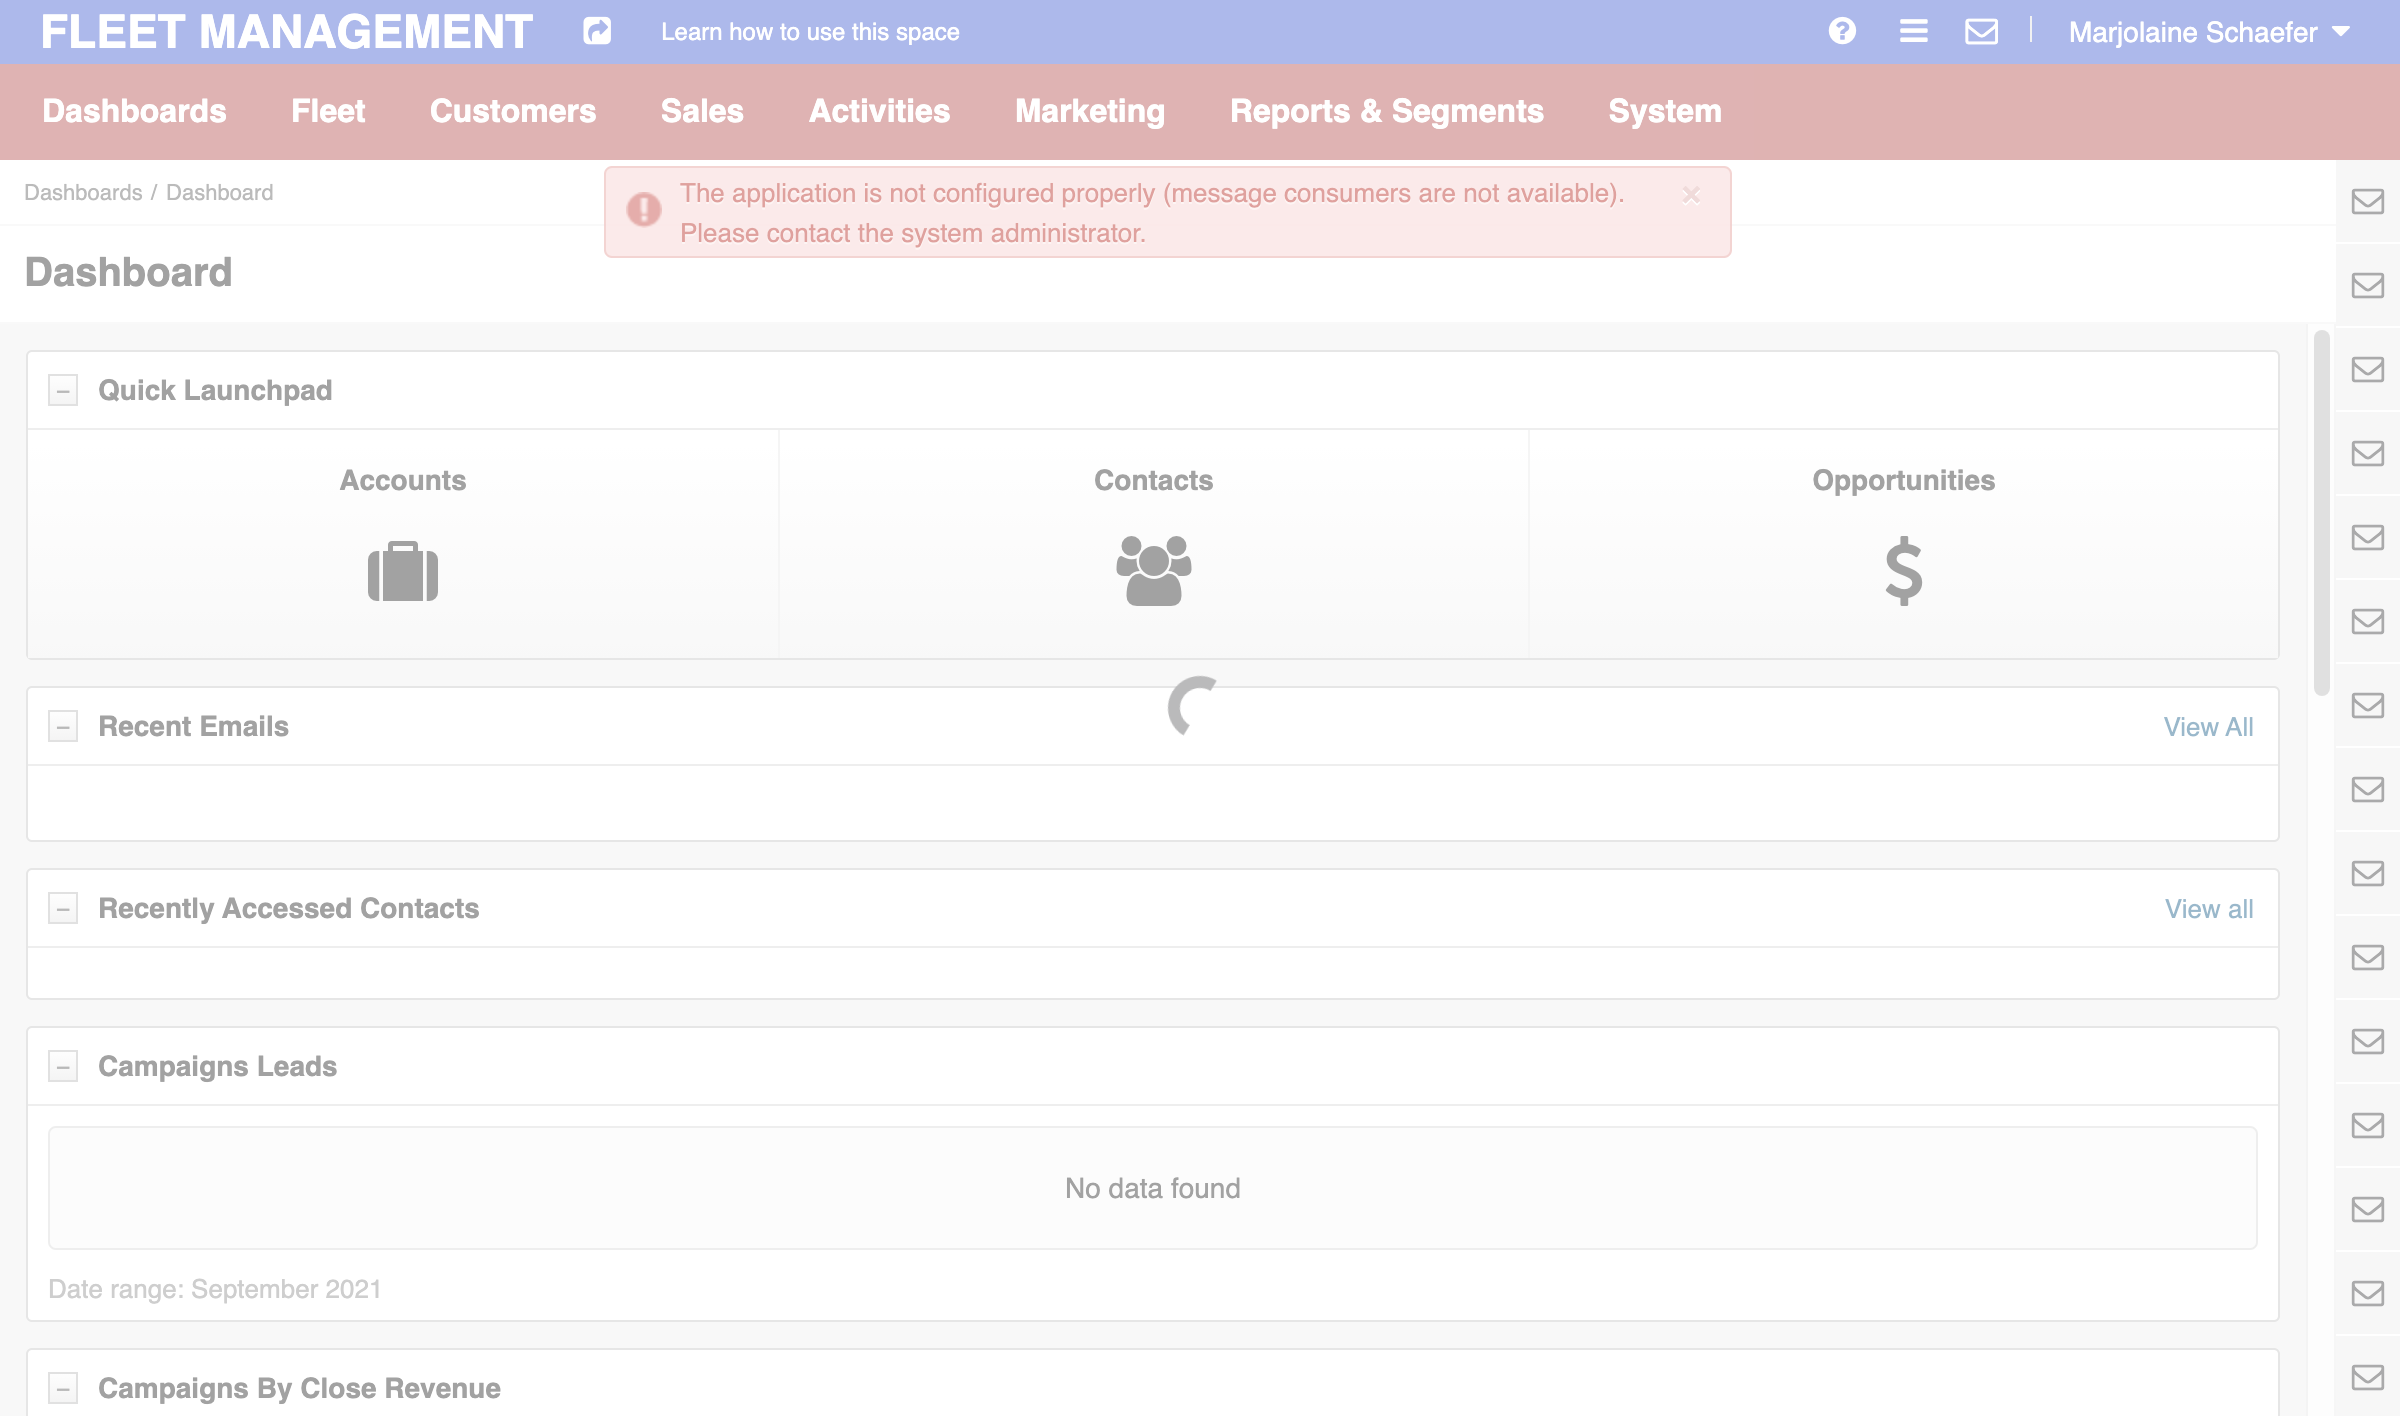 FLEET MANAGEMENT
Learn how to use this space
Marjolaine Schaefer
Dashboards
Fleet
Customers
Sales
Activities
Marketing
Reports & Segments
System
Dashboards / Dashboard
The application is not configured properly (message consumers are not available).
Please contact the system administrator.
Dashboard
Quick Launchpad
Accounts
Contacts
Opportunities
Recent Emails
View All
Recently Accessed Contacts
View all
Campaigns Leads
No data found
Date range: September 2021
Campaigns By Close Revenue